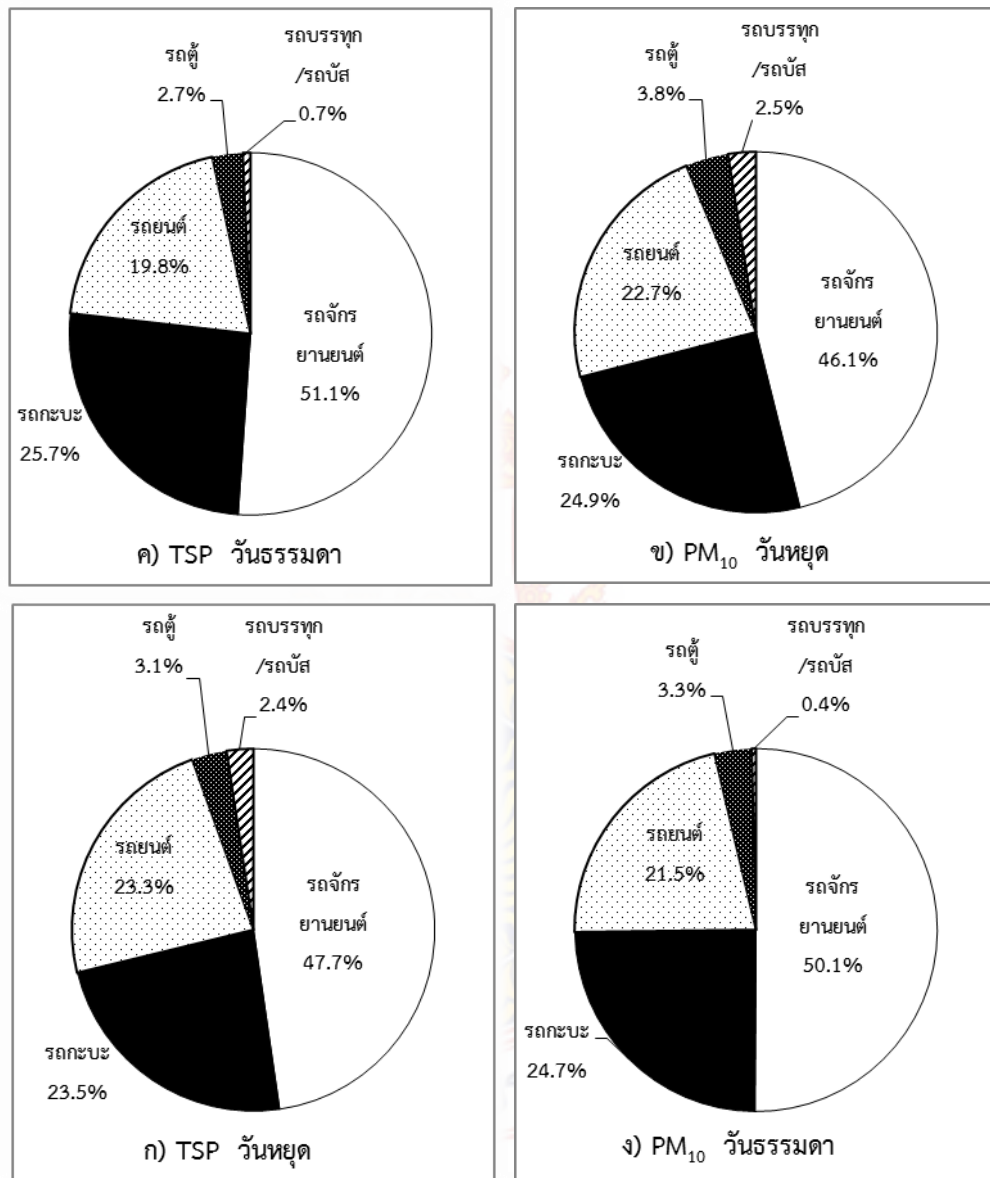 รถตู้
2.7%
รถบรรทุก
/รถบัส
0.7%
รถยนต์
19.8%
รถจักร
ยานยนต์
51.1%
รถกะบะ
25.7%
ค) TSP วันธรรมดา
รถตู้
3.8%
รถบรรทุก
/รถบัส
2.5%
รถยนต์
22.7%
รถจักร
ยานยนต์
46.1%
รถกะบะ
24.9%
ข) PM₁₀ วันหยุด
รถตู้
3.1%
รถบรรทุก
/รถบัส
2.4%
รถยนต์
23.3%
รถจักร
ยานยนต์
47.7%
รถกะบะ
23.5%
ก) TSP วันหยุด
รถตู้
3.3%
รถบรรทุก
/รถบัส
0.4%
รถยนต์
21.5%
รถจักร
ยานยนต์
50.1%
รถกะบะ
24.7%
ง) PM₁₀ วันธรรมดา